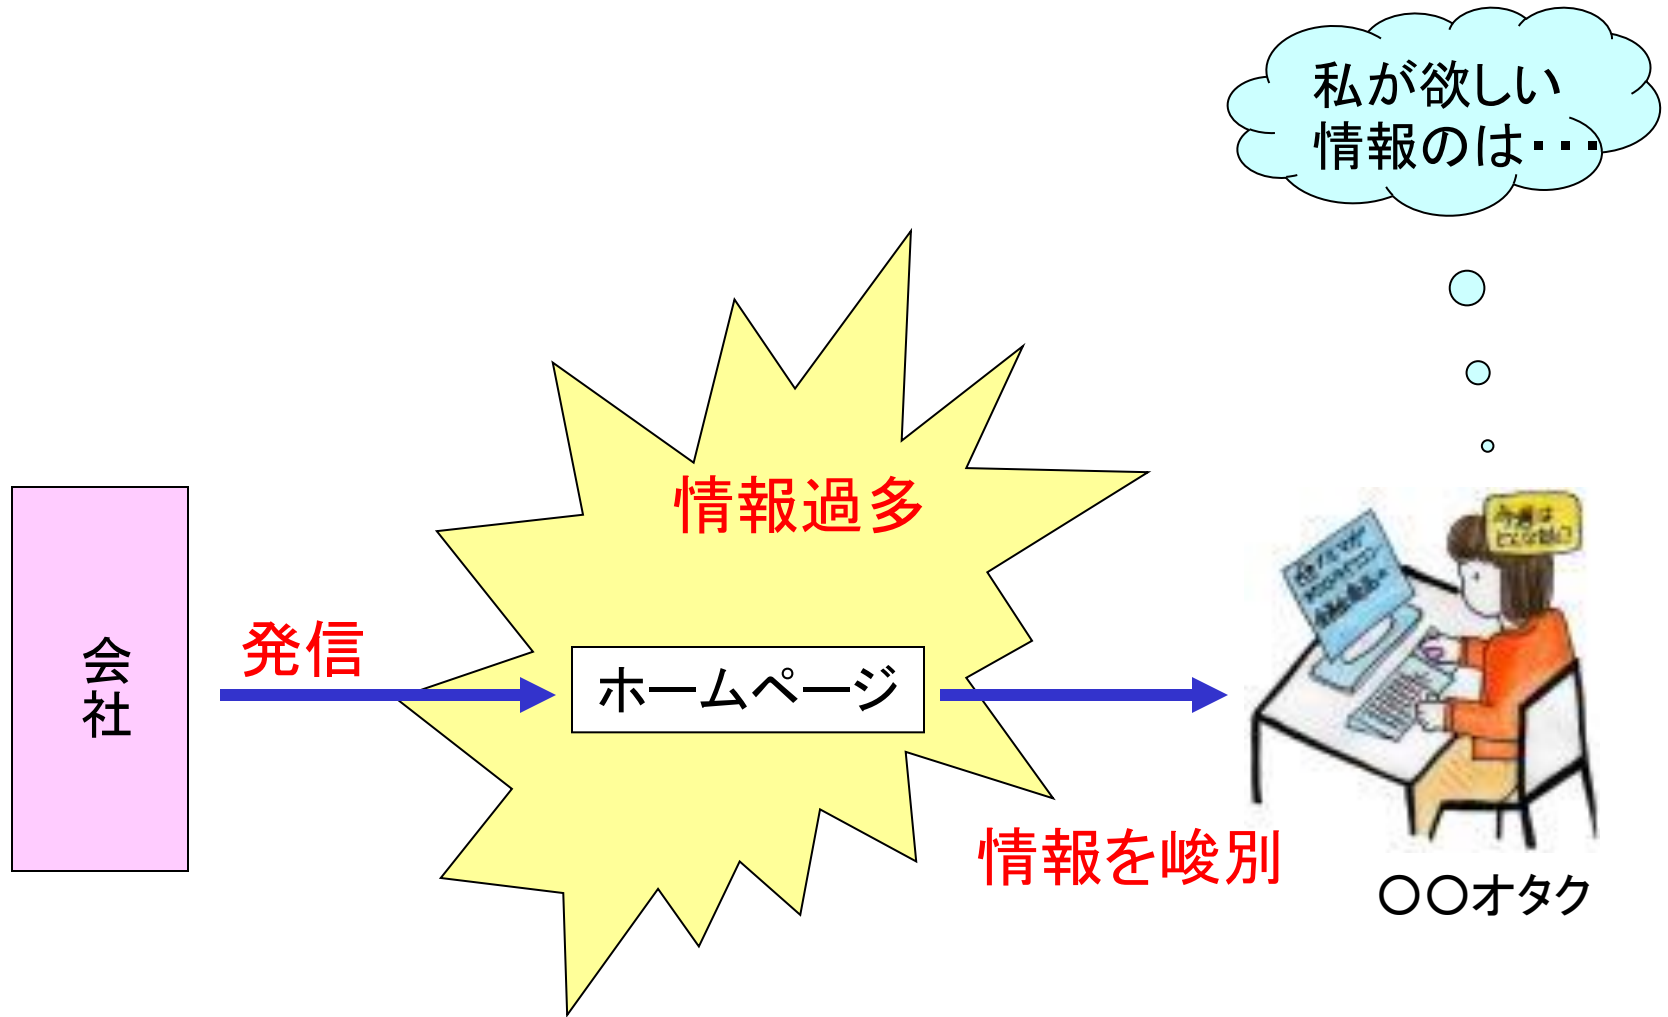 私が欲しい
情報のは・・・
情報過多
会
社
発信
ホームページ
情報を峻別
〇〇オタク